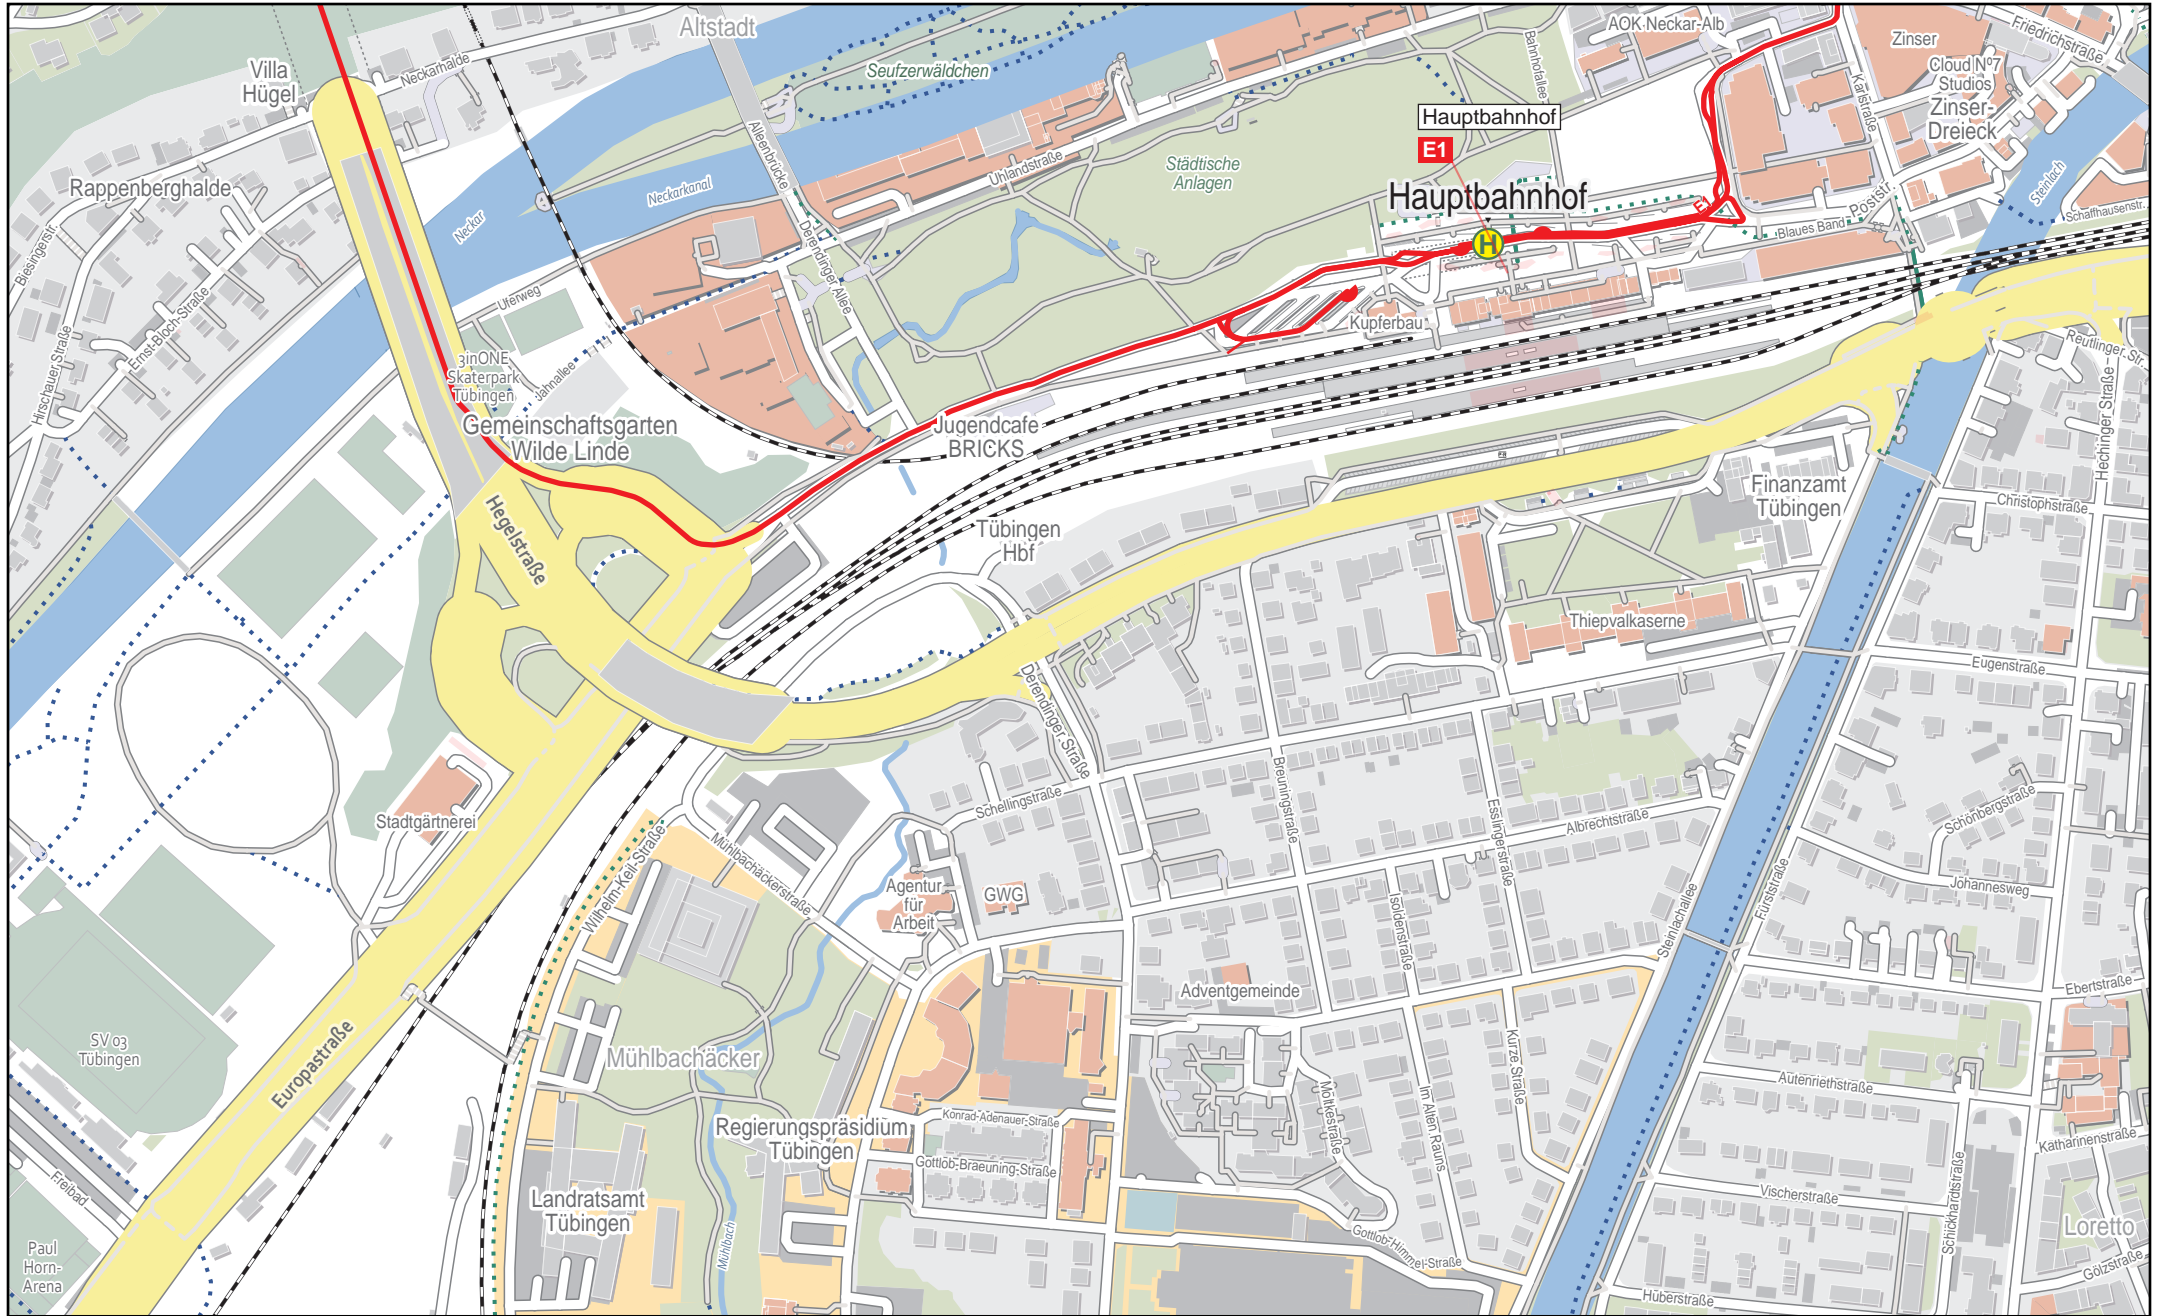 Altstadt
AOK Neckar-Alb
Zinser
Friedrichstraße
Villa
Hügel
Neckarhalde
Seufzerwäldchen
Bahnhofallee
Karlstraße
Cloud Nº7
Studios
Zinser-
Dreieck
Hauptbahnhof
E1
Alleenbrücke
Uhlandstraße
Städtische
Anlagen
Rappenberghalde
Neckarkanal
Neckar
Hauptbahnhof
H
E1
Poststr.
Blaues Band
Steinlach
Schaffhausenstr.
Biesingerstr.
Derendinger Allee
Uferweg
Ernst-Bloch-Straße
Hirschauer Straße
3inONE
Skaterpark
Tübingen
Jahnallee
Kupferbau
Reutlinger Str.
Gemeinschaftsgarten
Wilde Linde
Jugendcafe
BRICKS
Hechinger Straße
Hegelstraße
Finanzamt
Tübingen
Christophstraße
Tübingen
Hbf
Thiepvalkaserne
Eugenstraße
Derendinger Straße
Stadtgärtnerei
Schellingstraße
Breuningstraße
Esslingerstraße
Albrechtstraße
Schönbergstraße
Wilhelm-Keil-Straße
Mühlbachäckerstraße
Agentur
für
Arbeit
GWG
Isoldenstraße
Steinlachallee
Fürststraße
Johannesweg
Adventgemeinde
Ebertstraße
SV 03
Tübingen
Europastraße
Mühlbachäcker
Kurze Straße
Autenriethstraße
Moltkestraße
Im Alten Rauns
Regierungspräsidium
Tübingen
Konrad-Adenauer-Straße
Gottlob-Braeuning-Straße
Katharinenstraße
Freibad
Landratsamt
Tübingen
Mühlbach
Vischerstraße
Schickhardtstraße
Loretto
Paul
Horn-
Arena
Gottlob-Himmel-Straße
Gölzstraße
Hüberstraße